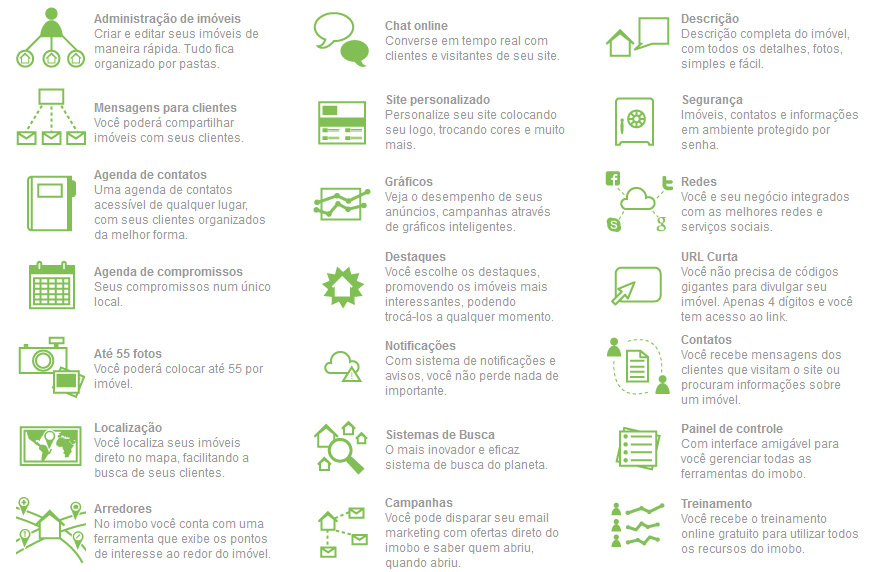 Administração de imóveis
Criar e editar seus imóveis de
maneira rápida. Tudo fica
organizado por pastas.
Mensagens para clientes
Você poderá compartilhar
imóveis com seus clientes.
Agenda de contatos
Uma agenda de contatos
acessível de qualquer lugar,
com seus clientes organizados
da melhor forma.
Agenda de compromissos
Seus compromissos num único
local.
Até 55 fotos
Você poderá colocar até 55 por
imóvel.
Localização
Você localiza seus imóveis
direto no mapa, facilitando a
busca de seus clientes.
Arredores
No imobo você conta com uma
ferramenta que exibe os pontos
de interesse ao redor do imóvel.
Chat online
Converse em tempo real com
clientes e visitantes de seu site.
Site personalizado
Personalize seu site colocando
seu logo, trocando cores e muito
mais.
Gráficos
Veja o desempenho de seus
anúncios, campanhas através
de gráficos inteligentes.
Destaques
Você escolhe os destaques,
promovendo os imóveis mais
interessantes, podendo
trocá-los a qualquer momento.
Notificações
Com sistema de notificações e
avisos, você não perde nada de
importante.
Sistemas de Busca
O mais inovador e eficaz
sistema de busca do planeta.
Campanhas
Você pode disparar seu email
marketing com ofertas direto do
imobo e saber quem abriu,
quando abriu.
Descrição
Descrição completa do imóvel,
com todos os detalhes, fotos,
simples e fácil.
Segurança
Imóveis, contatos e informações
em ambiente protegido por
senha.
Redes
Você e seu negócio integrados
com as melhores redes e
serviços sociais.
URL Curta
Você não precisa de códigos
gigantes para divulgar seu
imóvel. Apenas 4 dígitos e você
tem acesso ao link.
Contatos
Você recebe mensagens dos
clientes que visitam o site ou
procuram informações sobre
um imóvel.
Painel de controle
Com interface amigável para
você gerenciar todas as
ferramentas do imobo.
Treinamento
Você recebe o treinamento
online gratuito para utilizar todos
os recursos do imobo.